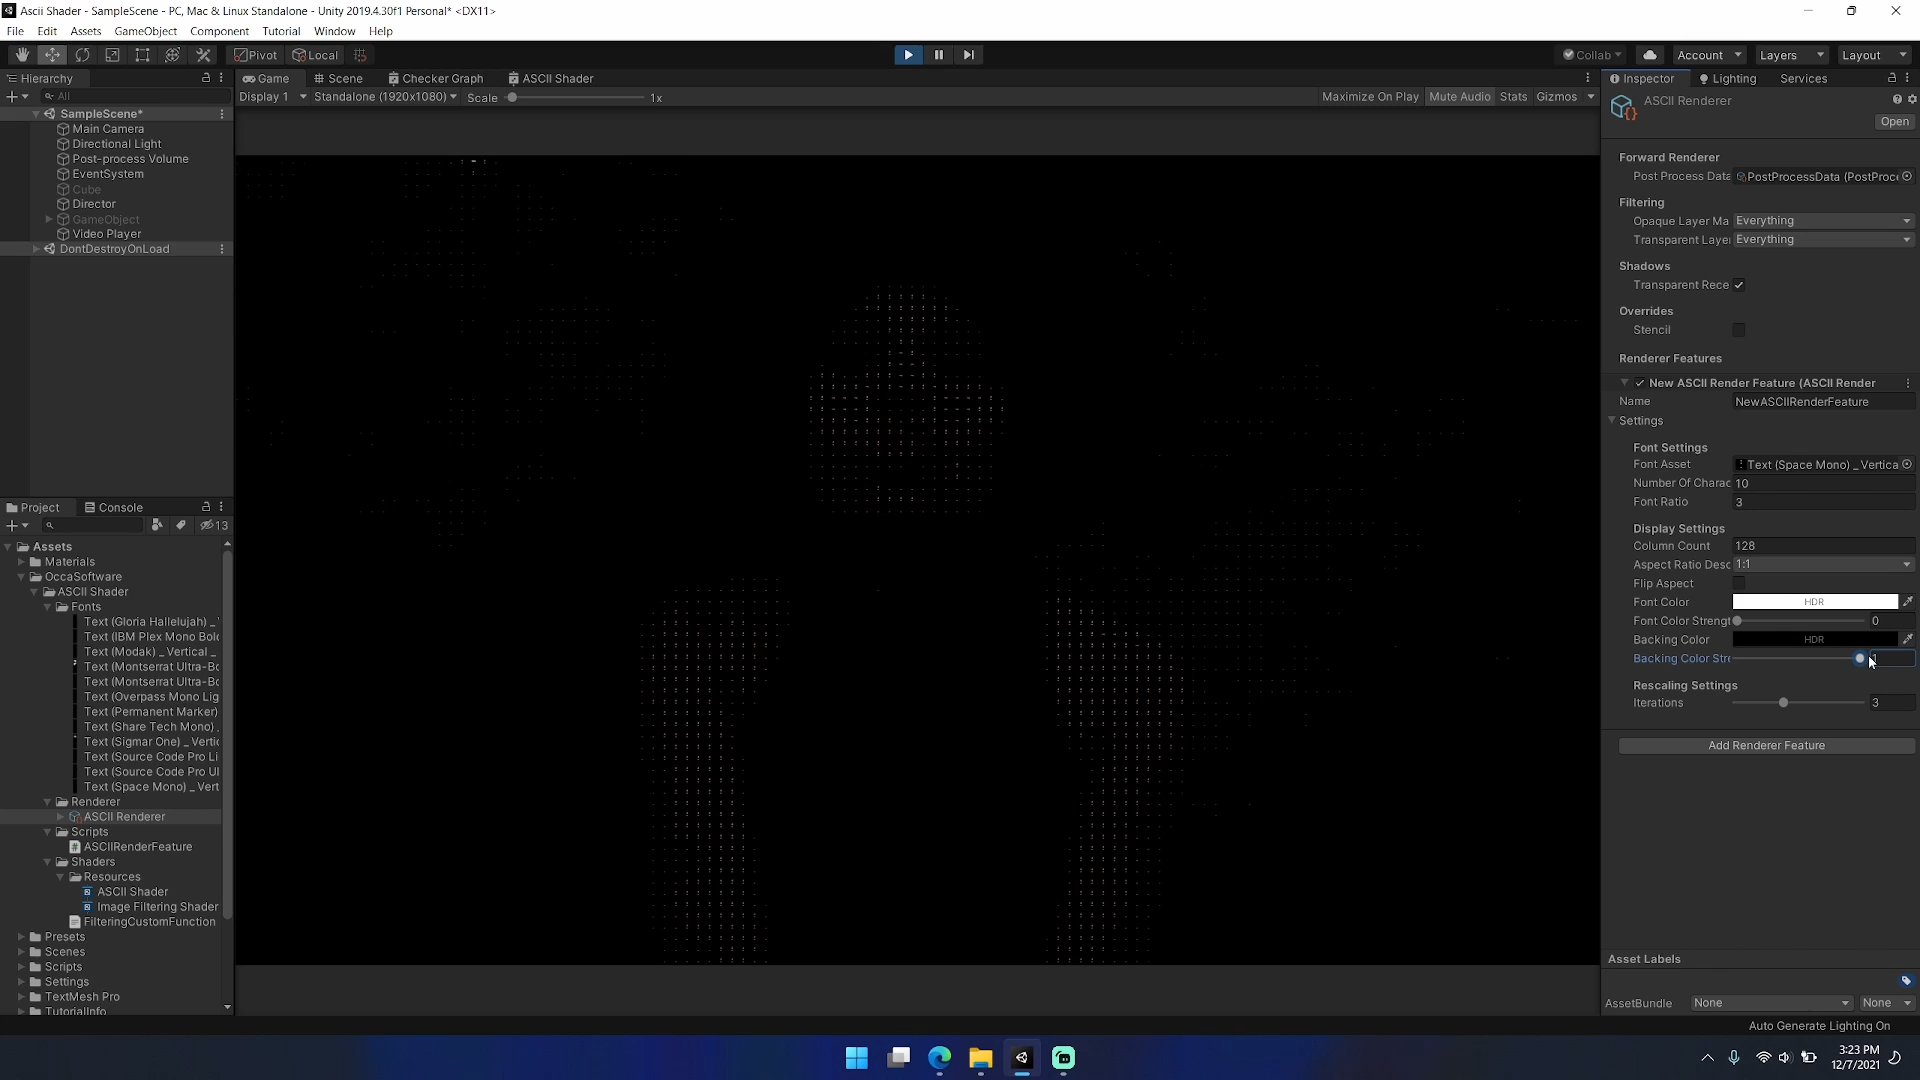 Ascii Shader - SampleScene - PC, Mac & Linux Standalone - Unity 2019.4.30f1 Personal* <DX11>
File Edit Assets GameObject Component Tutorial Window Help
Pivot Local Collab Account Layers Layout
Hierarchy
All
SampleScene*
Main Camera
Directional Light
Post-process Volume
EventSystem
Cube
Director
GameObject
Video Player
DontDestroyOnLoad
Game Scene Checker Graph ASCII Shader
Display 1 Standalone (1920x1080) Scale 1x Maximize On Play Mute Audio Stats Gizmos
Project Console
13
Assets
Materials
OccaSoftware
ASCII Shader
Fonts
Text (Gloria Hallelujah) _
Text (IBM Plex Mono Bol
Text (Modak) _ Vertical _
Text (Montserrat Ultra-Bo
Text (Montserrat Ultra-Bo
Text (Overpass Mono Lig
Text (Permanent Marker)
Text (Share Tech Mono)
Text (Sigmar One) _ Verti
Text (Source Code Pro Li
Text (Source Code Pro Ul
Text (Space Mono) _ Vert
Renderer
ASCII Renderer
Scripts
ASCIIRenderFeature
Shaders
Resources
ASCII Shader
Image Filtering Shader
FilteringCustomFunction
Presets
Scenes
Scripts
Settings
TextMesh Pro
TutorialInfo
Inspector Lighting Services
ASCII Renderer
Open
Forward Renderer
Post Process Data PostProcessData (PostProce
Filtering
Opaque Layer Ma Everything
Transparent Layer Everything
Shadows
Transparent Rece
Overrides
Stencil
Renderer Features
New ASCII Render Feature (ASCII Render
Name NewASCIIRenderFeature
Settings
Font Settings
Font Asset Text (Space Mono) _ Vertica
Number Of Charac 10
Font Ratio 3
Display Settings
Column Count 128
Aspect Ratio Desc 1:1
Flip Aspect
Font Color HDR
Font Color Strengt 0
Backing Color HDR
Backing Color Stre
Rescaling Settings
Iterations 3
Add Renderer Feature
Asset Labels
AssetBundle None None
Auto Generate Lighting On
3:23 PM
12/7/2021